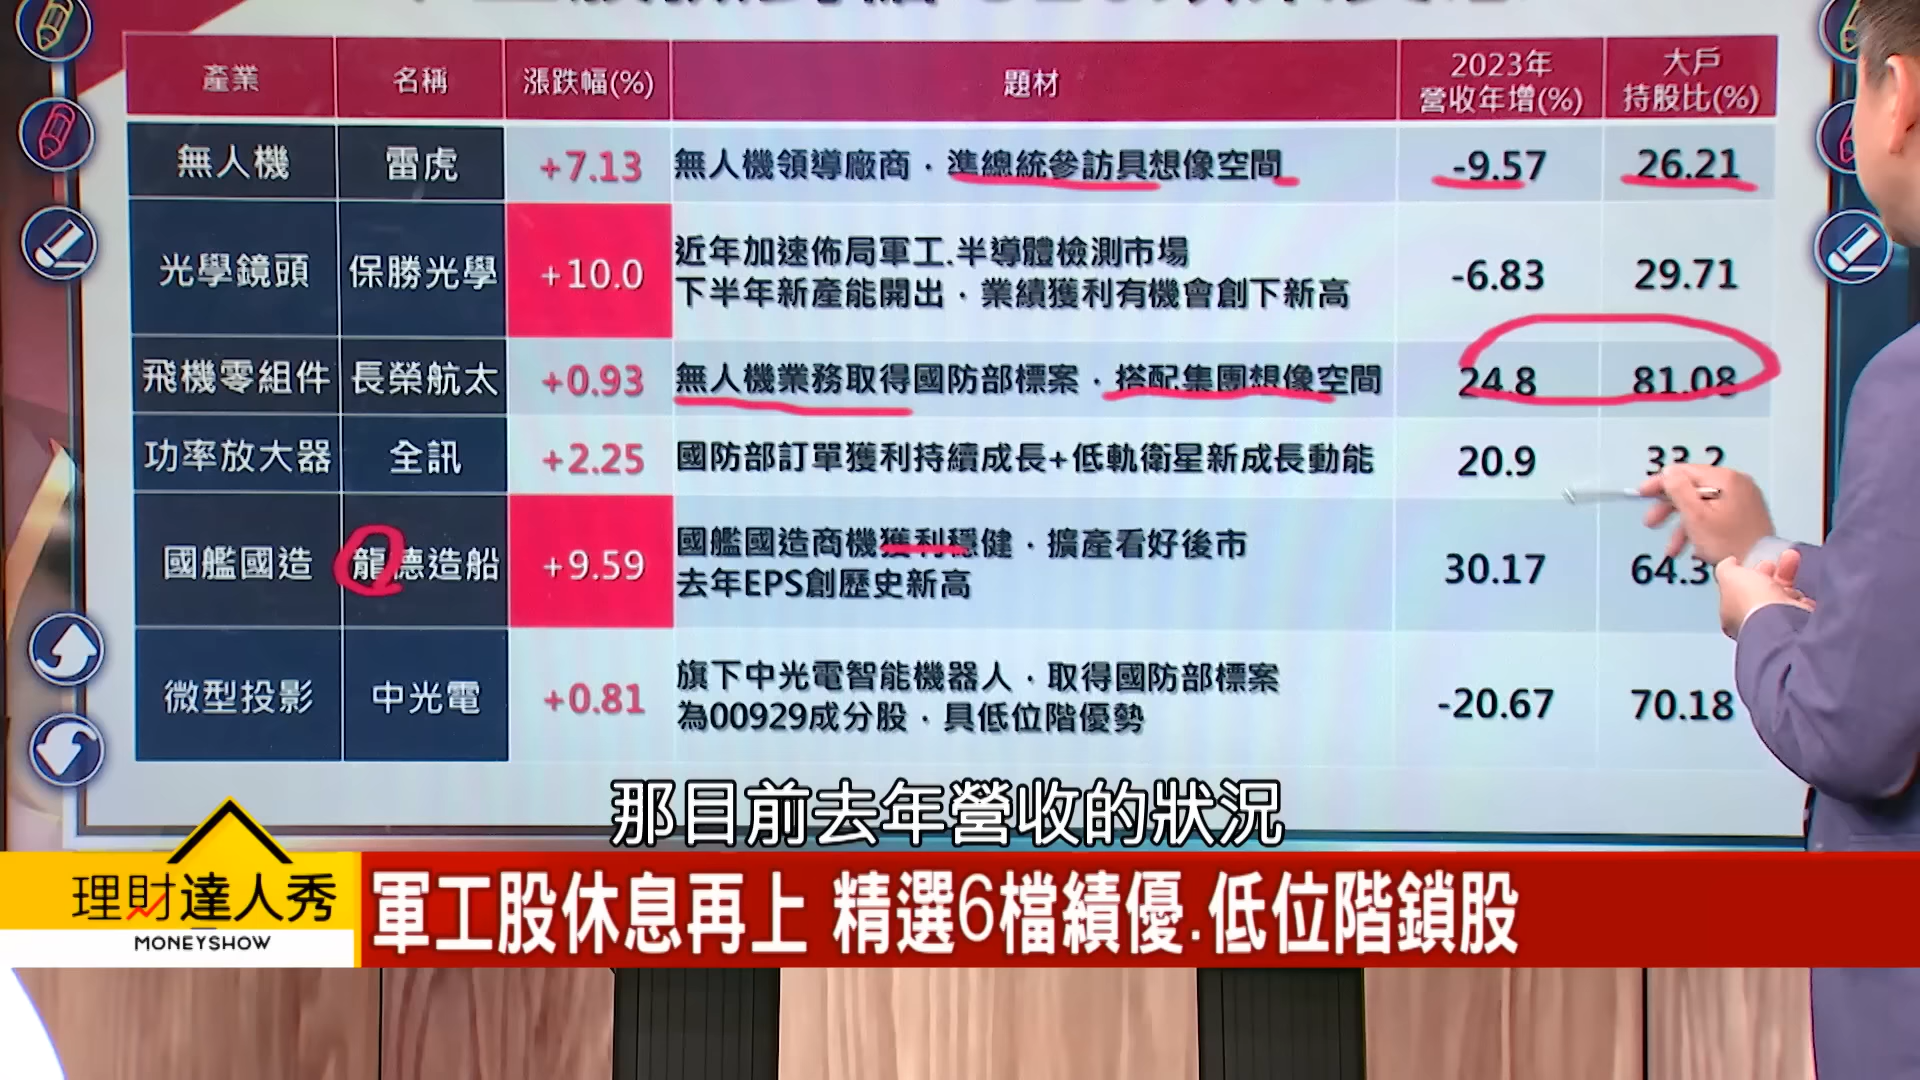 產業 名稱 漲跌幅(%) 題材 2023年營收年增(%) 大戶持股比(%)
無人機 雷虎 +7.13 無人機領導廠商．準總統參訪具想像空間 -9.57 26.21
光學鏡頭 保勝光學 +10.0 近年加速佈局軍工.半導體檢測市場
下半年新產能開出．業績獲利有機會創下新高 -6.83 29.71
飛機零組件 長榮航太 +0.93 無人機業務取得國防部標案．搭配集團想像空間 24.8 81.08
功率放大器 全訊 +2.25 國防部訂單獲利持續成長+低軌衛星新成長動能 20.9 33.2
國艦國造 龍德造船 +9.59 國艦國造商機獲利穩健．擴產看好後市
去年EPS創歷史新高 30.17
微型投影 中光電 +0.81 旗下中光電智能機器人．取得國防部標案
為00929成分股．具低位階優勢 -20.67 70.18
那目前去年營收的狀況
理財達人秀
MONEYSHOW
軍工股休息再上 精選6檔績優.低位階鎖股